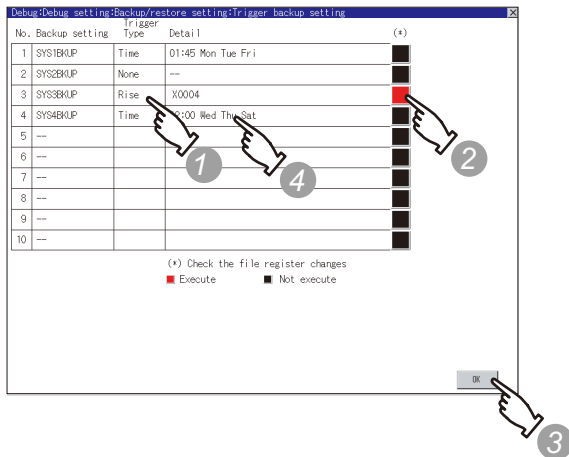 Debug:Debug setting:Backup/restore setting:Trigger backup setting
No. Backup setting Trigger Type Detail (*)
1 SYS1BKUP Time 01:45 Mon Tue Fri
2 SYS2BKUP None --
3 SYS3BKUP Rise X0004
4 SYS4BKUP Time :00 Wed Thu Sat
5 --
6 --
7 --
8 --
9 --
10 --
(*) Check the file register changes
Execute Not execute
OK
1
2
3
4